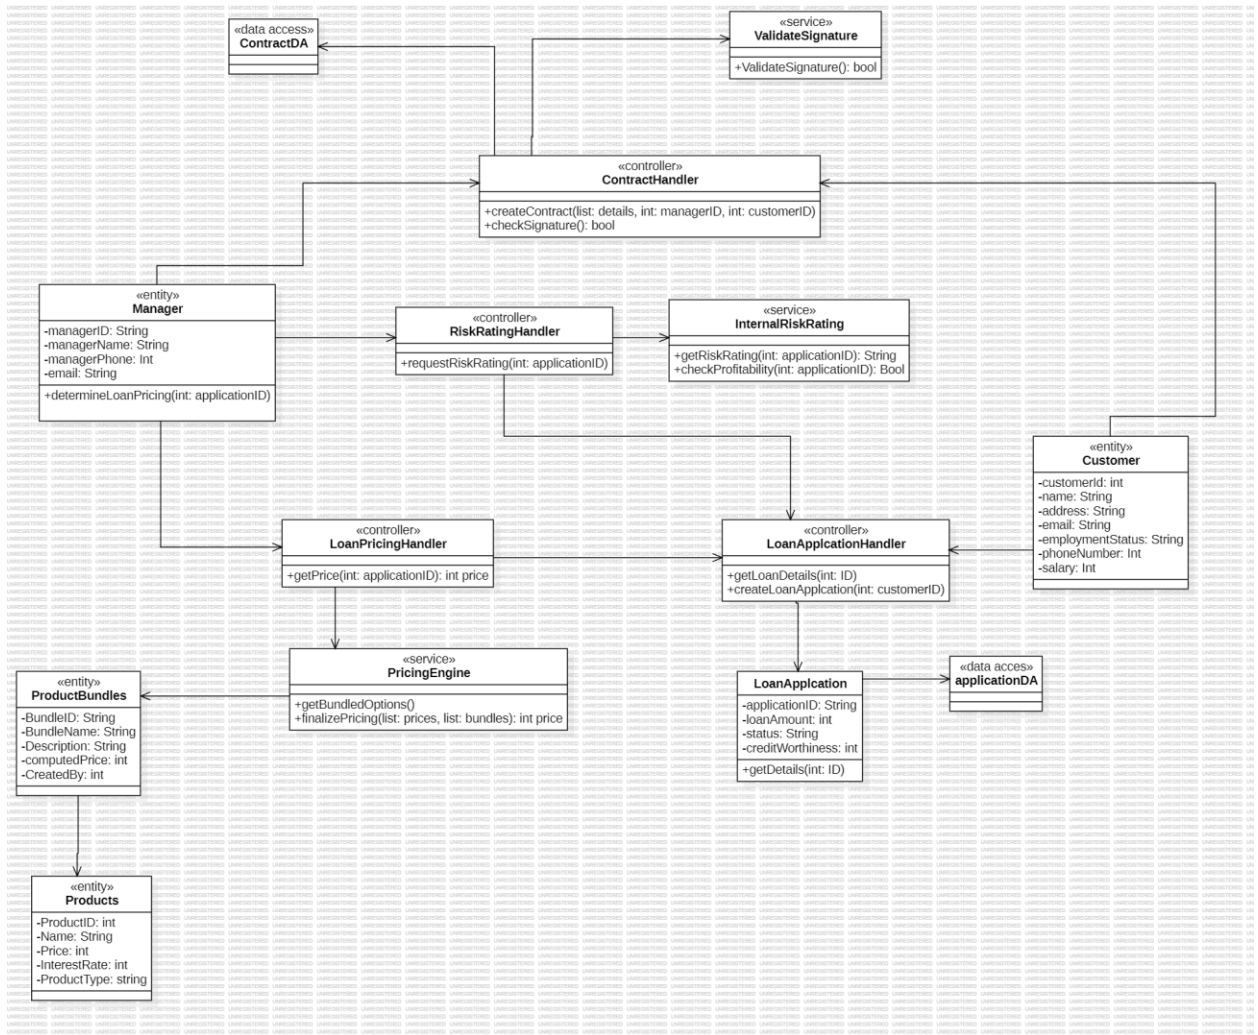 «data access»
ContractDA
«service»
ValidateSignature
+ValidateSignature(): bool
«controller»
ContractHandler
+createContract(list: details, int: managerID, int: customerID)
+checkSignature(): bool
«entity»
Manager
-managerID: String
-managerName: String
-managerPhone: Int
-email: String
+determineLoanPricing(int: applicationID)
«controller»
RiskRatingHandler
+requestRiskRating(int: applicationID)
«service»
InternalRiskRating
+getRiskRating(int: applicationID): String
+checkProfitability(int: applicationID): Bool
«entity»
Customer
-customerId: int
-name: String
-address: String
-email: String
-employmentStatus: String
-phoneNumber: Int
-salary: Int
«controller»
LoanPricingHandler
+getPrice(int: applicationID): int price
«controller»
LoanApplcationHandler
+getLoanDetails(int: ID)
+createLoanApplcation(int: customerID)
«service»
PricingEngine
+getBundledOptions()
+finalizePricing(list: prices, list: bundles): int price
«entity»
ProductBundles
-BundleID: String
-BundleName: String
-Description: String
-computedPrice: int
-CreatedBy: int
LoanApplcation
-applicationID: String
-loanAmount: int
-status: String
-creditWorthiness: int
+getDetails(int: ID)
«data acces»
applicationDA
«entity»
Products
-ProductID: int
-Name: String
-Price: int
-InterestRate: int
-ProductType: string